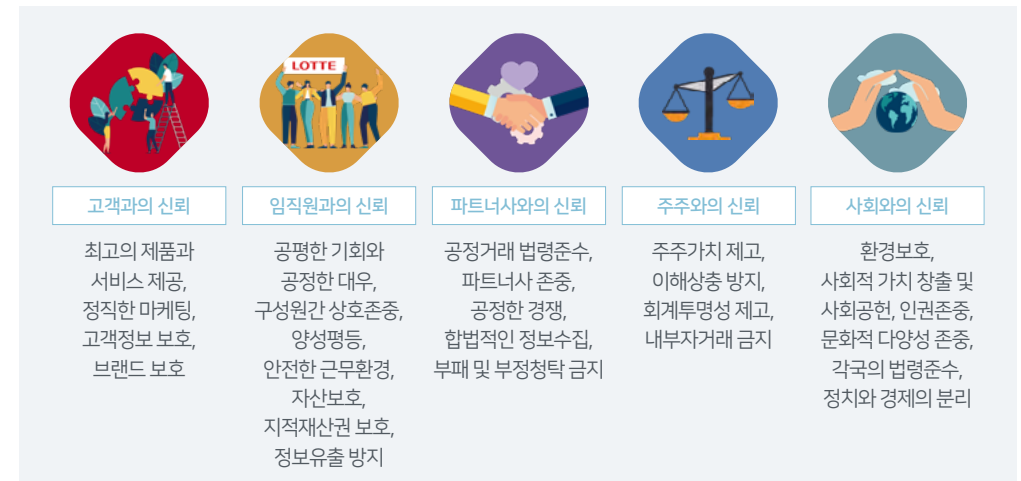 LOTTE
고객과의 신뢰
최고의 제품과
서비스 제공,
정직한 마케팅,
고객정보 보호,
브랜드 보호
임직원과의 신뢰
공평한 기회와
공정한 대우,
구성원간 상호존중,
양성평등,
안전한 근무환경,
자산보호,
지적재산권 보호,
정보유출 방지
파트너사와의 신뢰
공정거래 법령준수,
파트너사 존중,
공정한 경쟁,
합법적인 정보수집,
부패 및 부정청탁 금지
주주와의 신뢰
주주가치 제고,
이해상충 방지,
회계투명성 제고,
내부자거래 금지
사회와의 신뢰
환경보호,
사회적 가치 창출 및
사회공헌, 인권존중,
문화적 다양성 존중,
각국의 법령준수,
정치와 경제의 분리